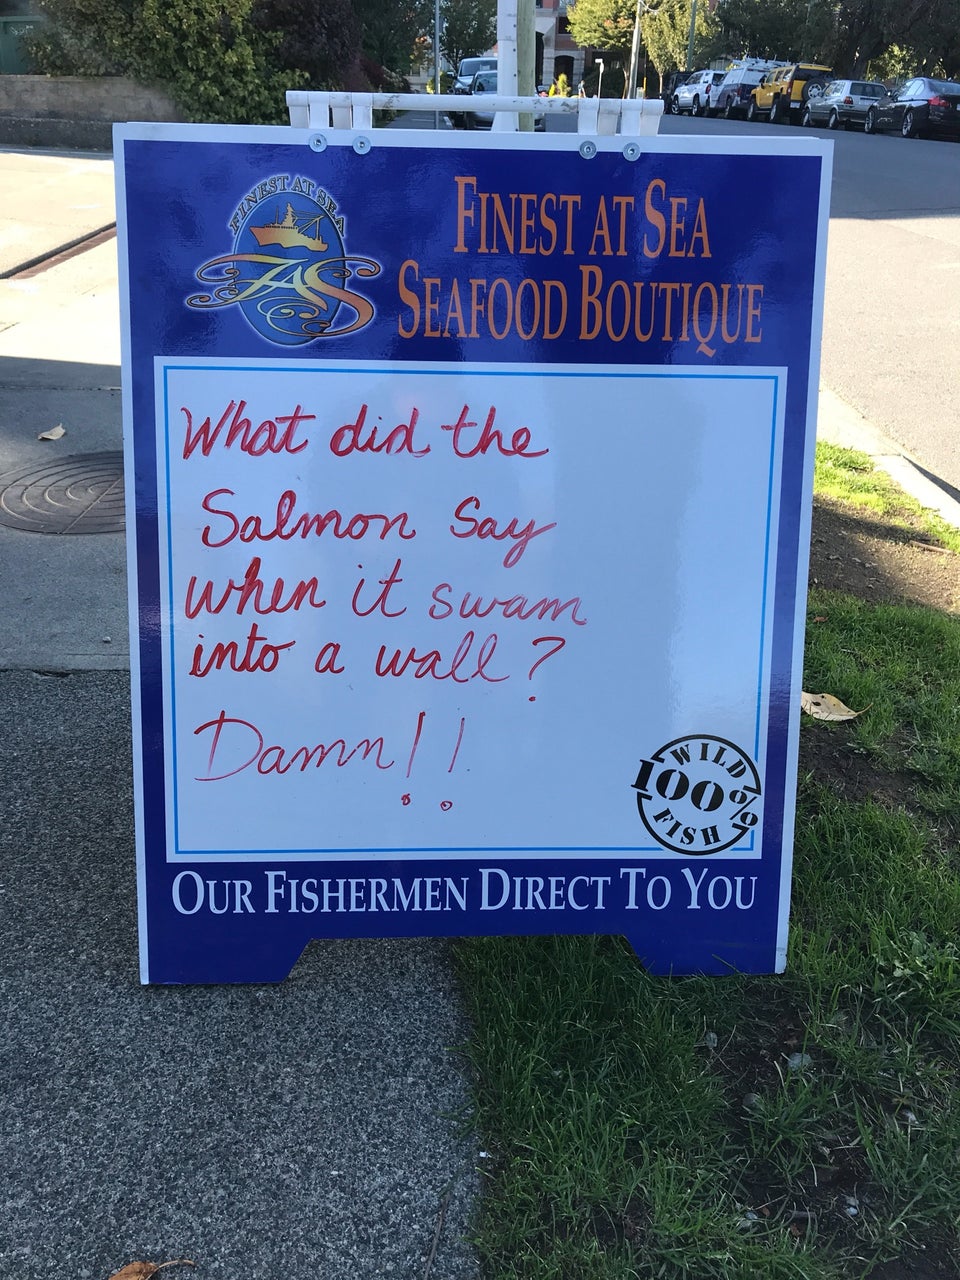 FINEST AT SEA
FAS
FINEST AT SEA
SEAFOOD BOUTIQUE
What did the
Salmon Say
when it swam
into a wall?
Damn!!
WILD
100%
FISH
OUR FISHERMEN DIRECT TO YOU